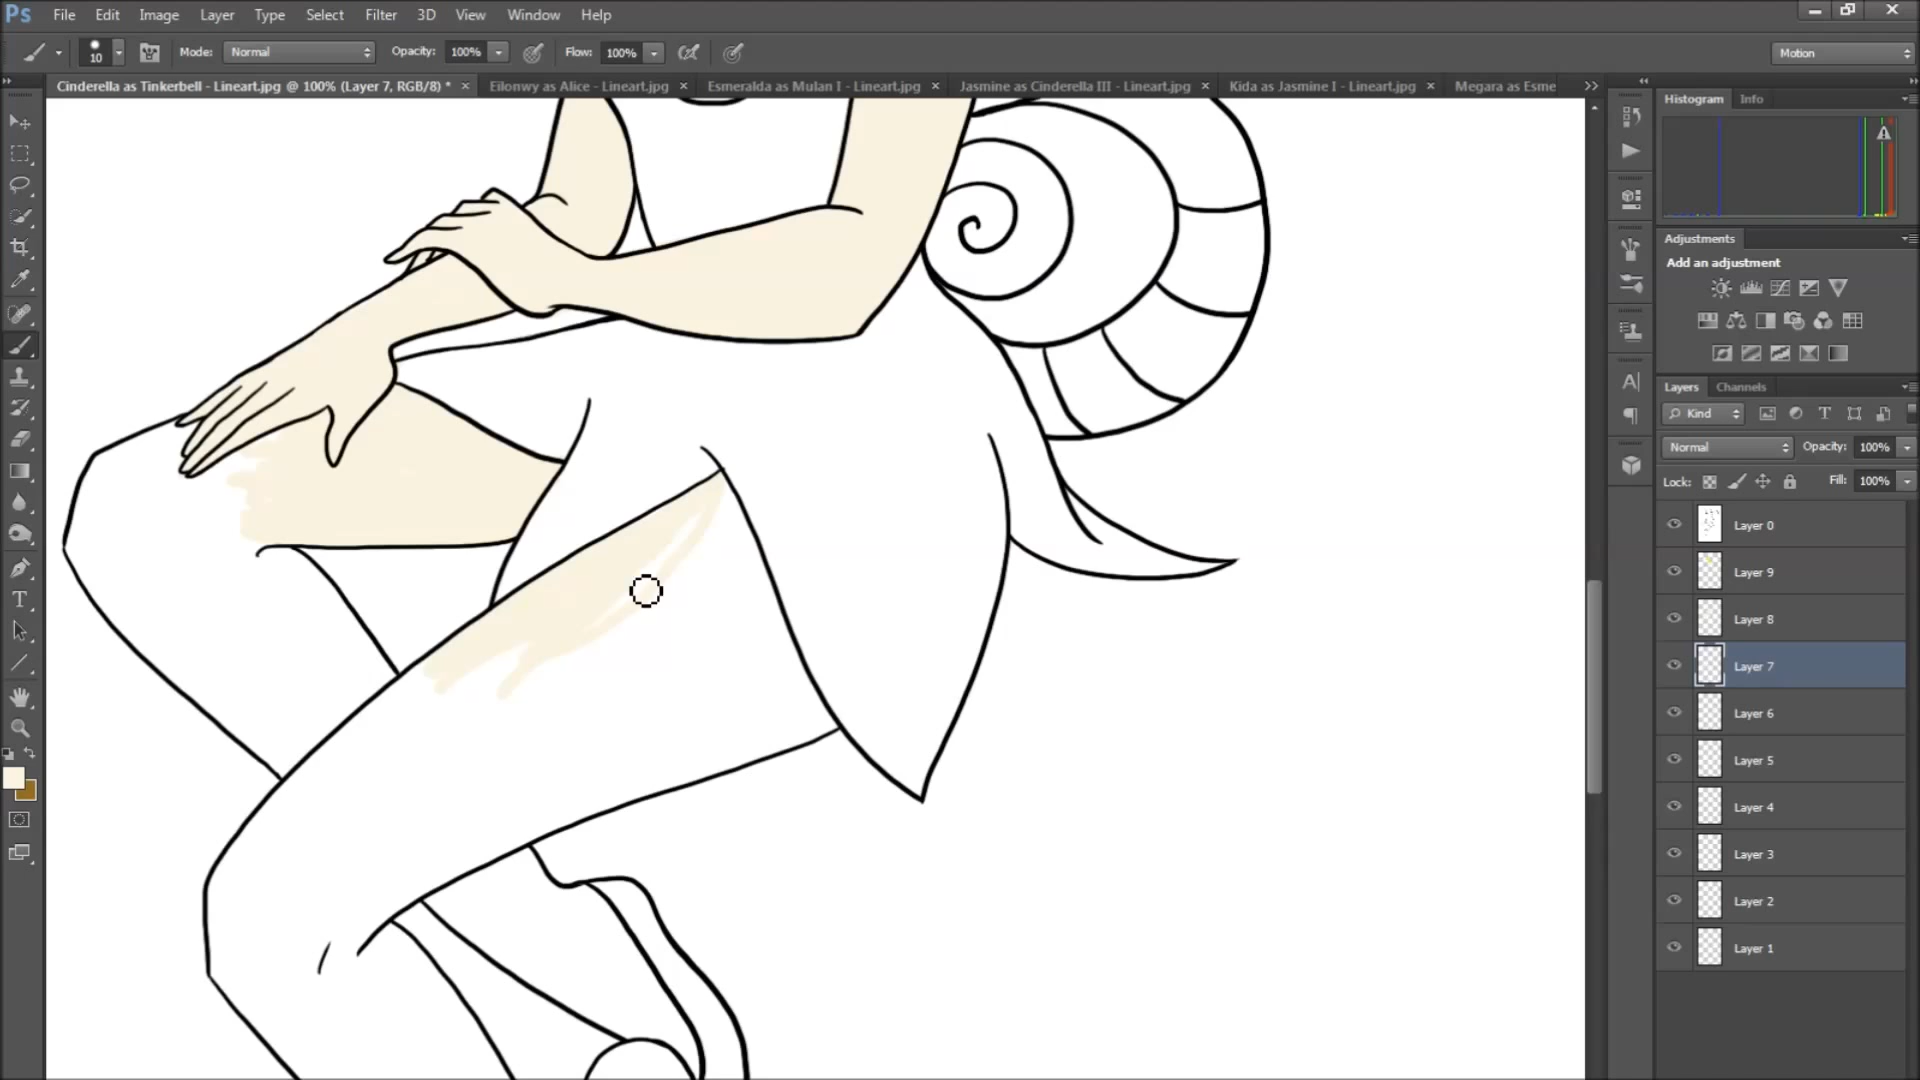 Ps File Edit Image Layer Type Select Filter 3D View Window Help
10 Mode: Normal Opacity: 100% Flow: 100% Motion
Cinderella as Tinkerbell - Lineart.jpg @ 100% (Layer 7, RGB/8) * × Eilonwy as Alice - Lineart.jpg × Esmeralda as Mulan I - Lineart.jpg × Jasmine as Cinderella III - Lineart.jpg × Kida as Jasmine I - Lineart.jpg × Megara as Esme
Histogram Info
Adjustments
Add an adjustment
Layers Channels
Kind
Normal Opacity: 100%
Lock: Fill: 100%
Layer 0
Layer 9
Layer 8
Layer 7
Layer 6
Layer 5
Layer 4
Layer 3
Layer 2
Layer 1